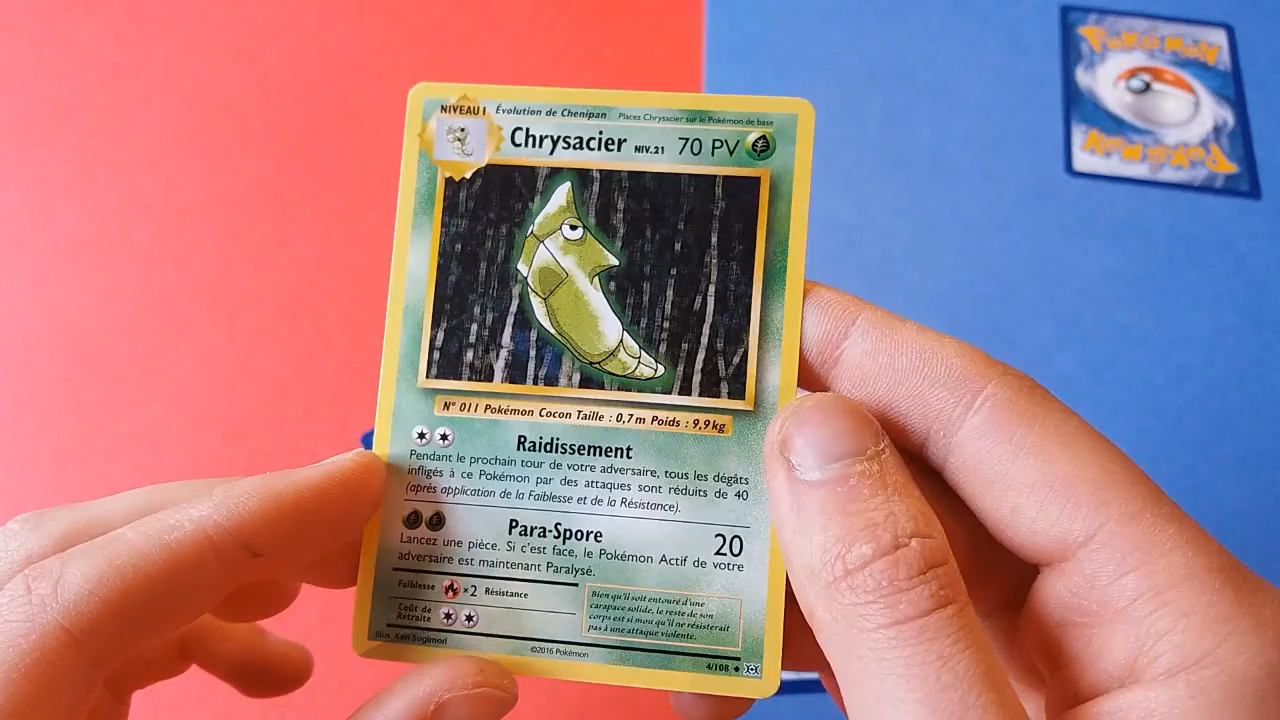 NIVEAU 1 Évolution de Chenipan Placez Chrysacier sur le Pokémon de base
Chrysacier NIV.21 70 PV
N° 011 Pokémon Cocon Taille : 0,7 m Poids : 9,9 kg
Raidissement
Pendant le prochain tour de votre adversaire, tous les dégâts
infligés à ce Pokémon par des attaques sont réduits de 40
(après application de la Faiblesse et de la Résistance).
Para-Spore 20
Lancez une pièce. Si c'est face, le Pokémon Actif de votre
adversaire est maintenant Paralysé.
Faiblesse ×2 Résistance
Coût de
Retraite
Bien qu'il soit entouré d'une
carapace solide, le reste de son
corps est si mou qu'il ne résisterait
pas à une attaque violente.
Illus. Ken Sugimori
©2016 Pokémon
4/108
POKéMON
POKéMON